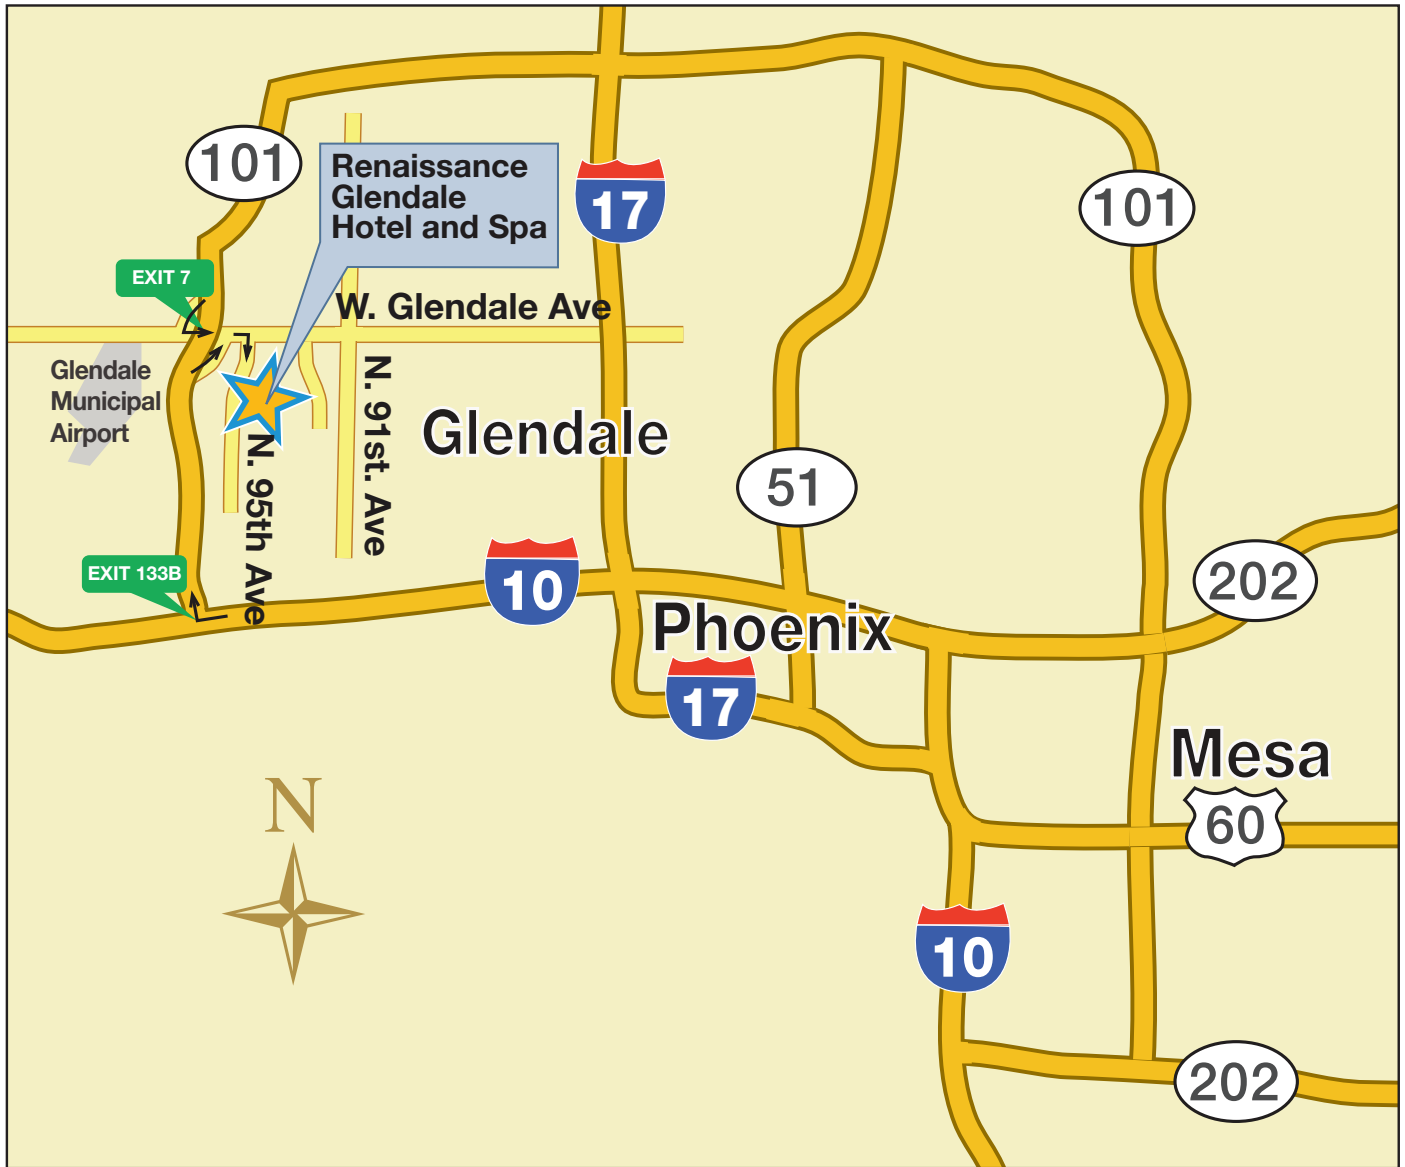 101
Renaissance
Glendale
Hotel and Spa
17
101
EXIT 7
W. Glendale Ave
Glendale
Municipal
Airport
N. 91st. Ave
Glendale
N. 95th Ave
51
EXIT 133B
10
202
Phoenix
17
Mesa
60
N
10
202